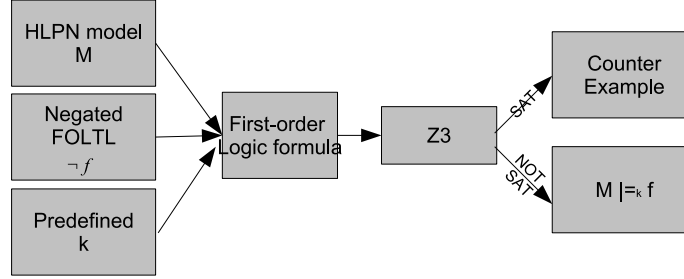 HLPN model
M
Negated
FOLTL
¬ f
Predefined
k
First-order
Logic formula
Z3
SAT
NOT
SAT
Counter
Example
M |=ₖ f